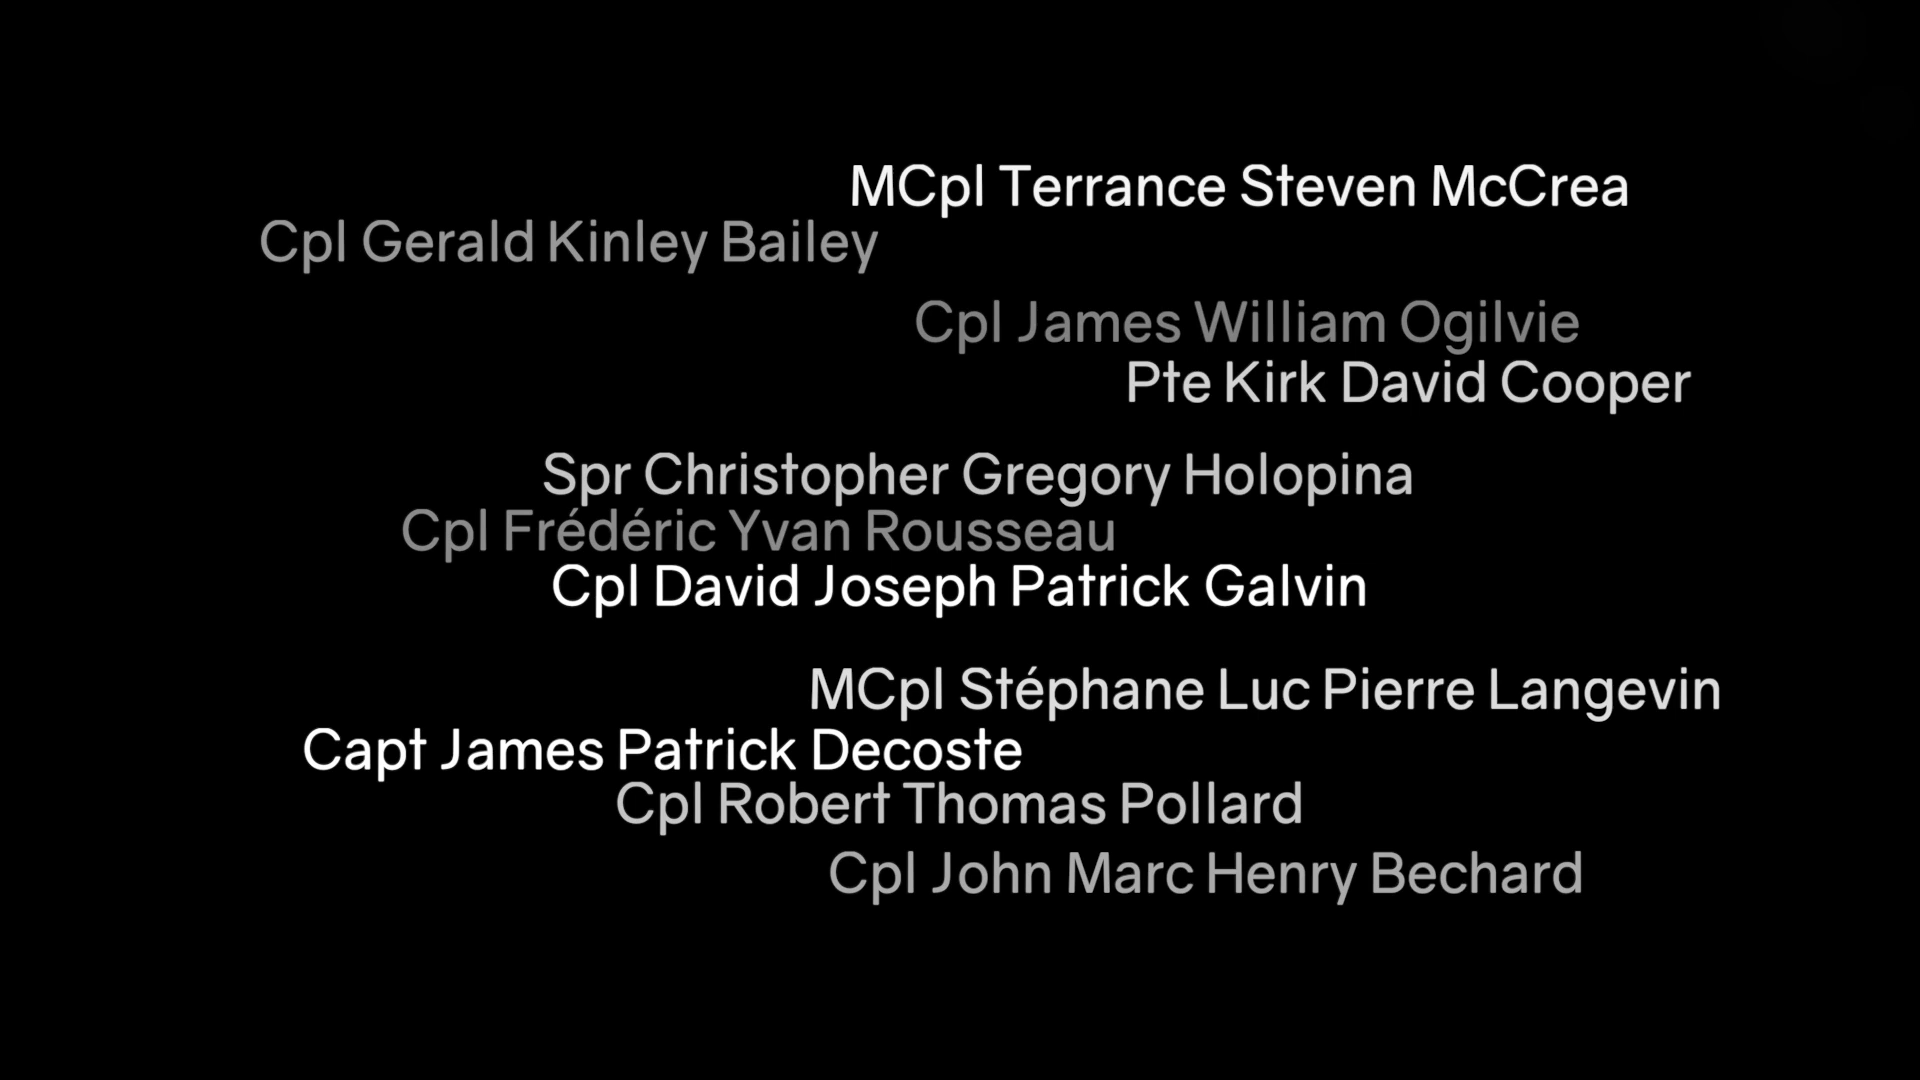 MCpl Terrance Steven McCrea
Cpl Gerald Kinley Bailey
Cpl James William Ogilvie
Pte Kirk David Cooper
Spr Christopher Gregory Holopina
Cpl Frédéric Yvan Rousseau
Cpl David Joseph Patrick Galvin
MCpl Stéphane Luc Pierre Langevin
Capt James Patrick Decoste
Cpl Robert Thomas Pollard
Cpl John Marc Henry Bechard